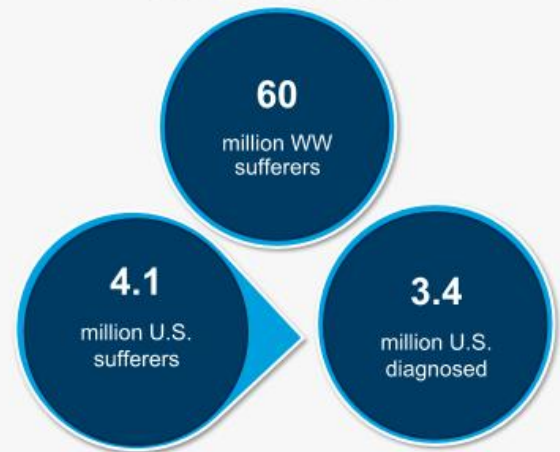 60
million WW
sufferers
4.1
million U.S.
sufferers
3.4
million U.S.
diagnosed